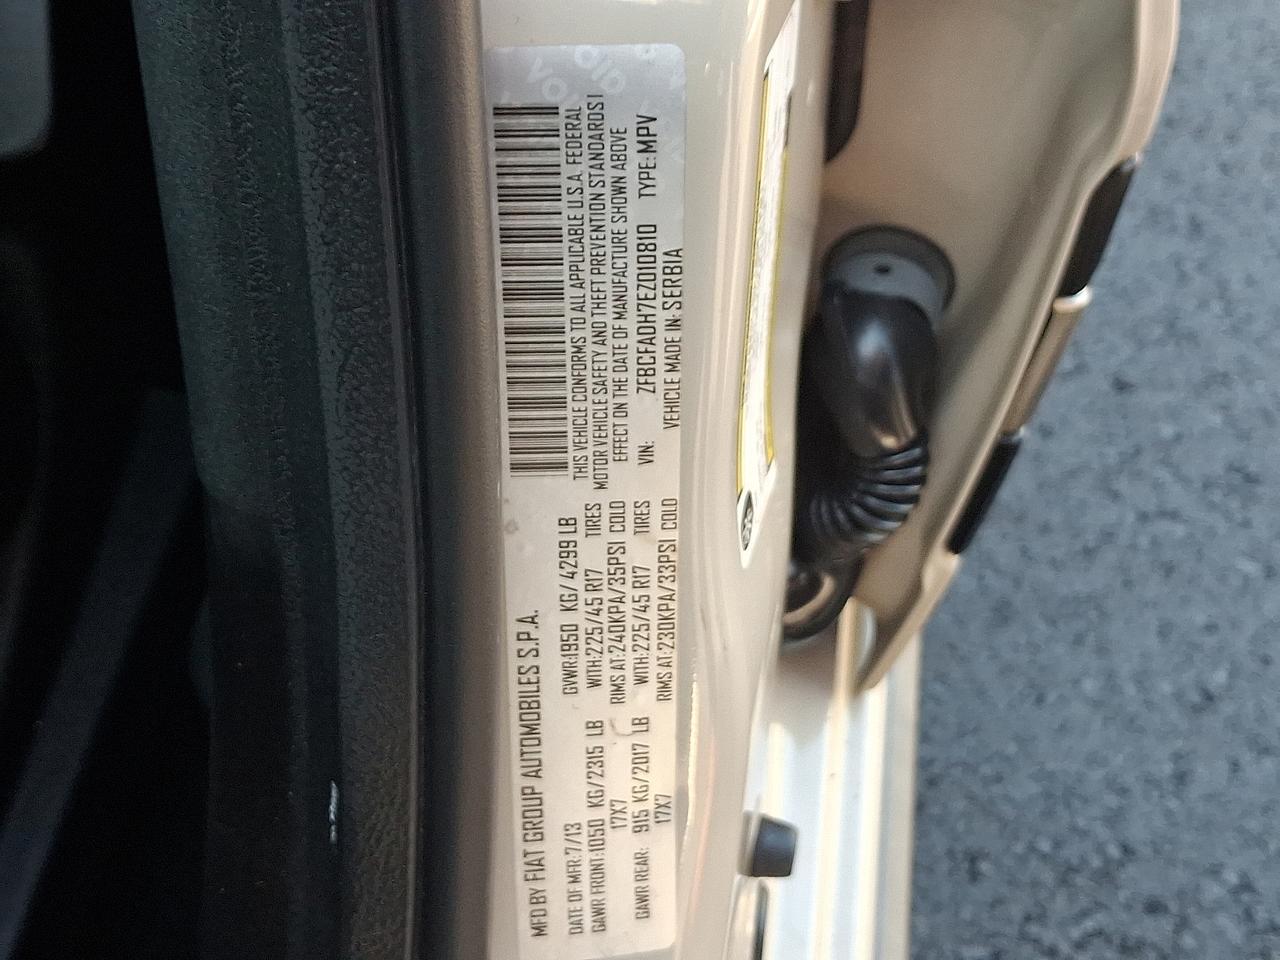 MFD BY FIAT GROUP AUTOMOBILES S.P.A.
DATE OF MFR:7/13 GVWR:1950 KG/ 4299 LB
GAWR FRONT:1050 KG/2315 LB WITH:225/45 R17 TIRES
17X7 RIMS AT:240KPA/35PSI COLD
GAWR REAR: 915 KG/2017 LB WITH:225/45 R17 TIRES
17X7 RIMS AT:230KPA/33PSI COLD
THIS VEHICLE CONFORMS TO ALL APPLICABLE U.S.A. FEDERAL
MOTOR VEHICLE SAFETY AND THEFT PREVENTION STANDARDS I
EFFECT ON THE DATE OF MANUFACTURE SHOWN ABOVE
VIN: ZFBCFADH7EZ010810 TYPE:MPV
VEHICLE MADE IN: SERBIA